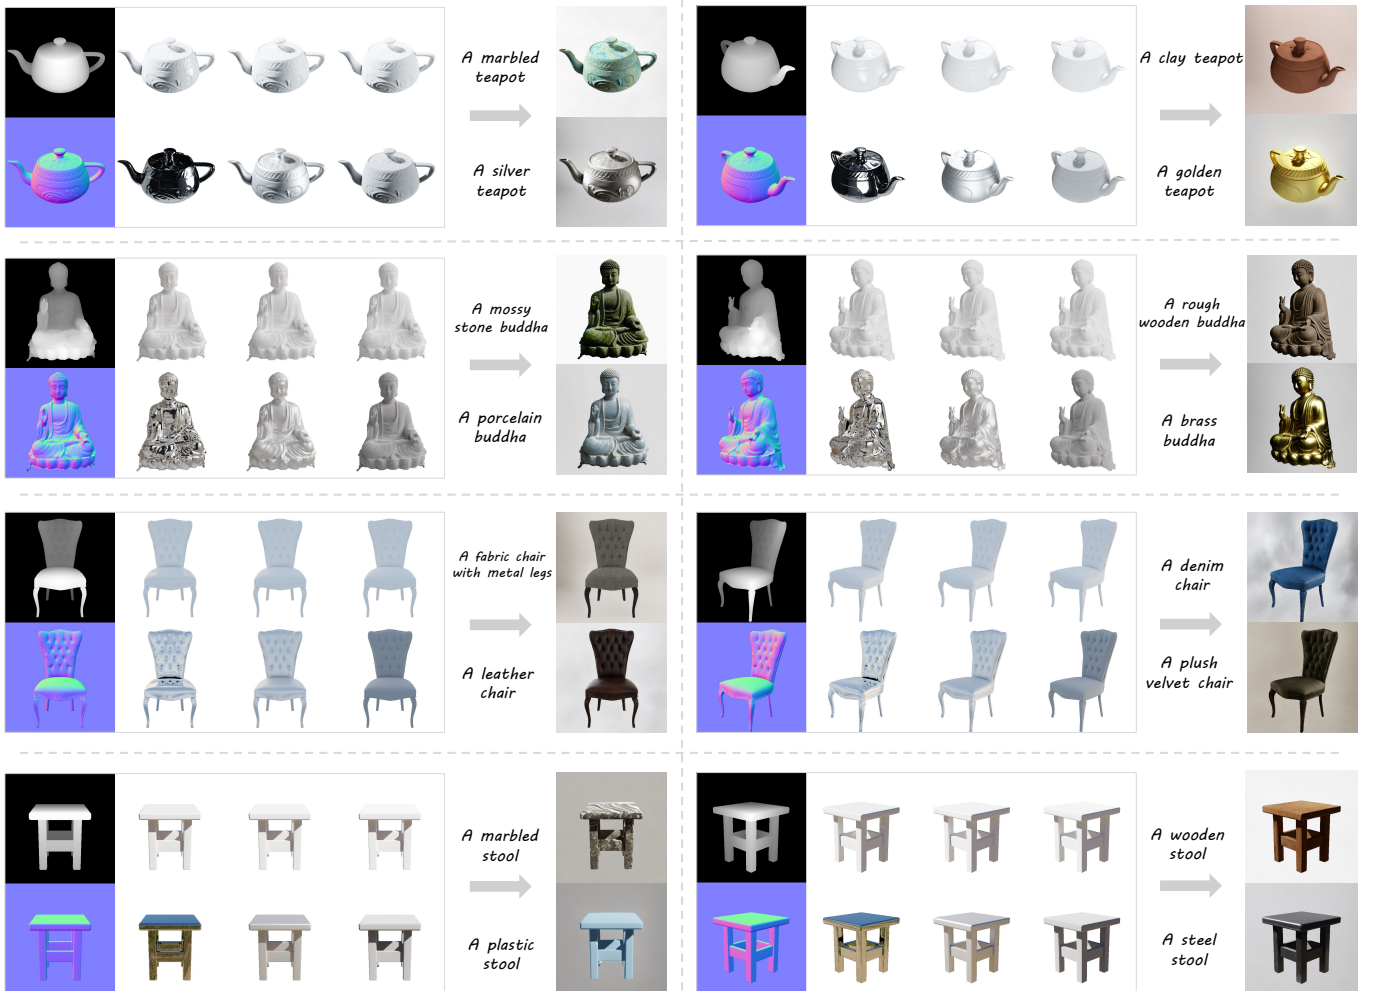 A marbled
teapot
A silver
teapot
A clay teapot
A golden
teapot
A mossy
stone buddha
A porcelain
buddha
A rough
wooden buddha
A brass
buddha
A fabric chair
with metal legs
A leather
chair
A denim
chair
A plush
velvet chair
A marbled
stool
A plastic
stool
A wooden
stool
A steel
stool